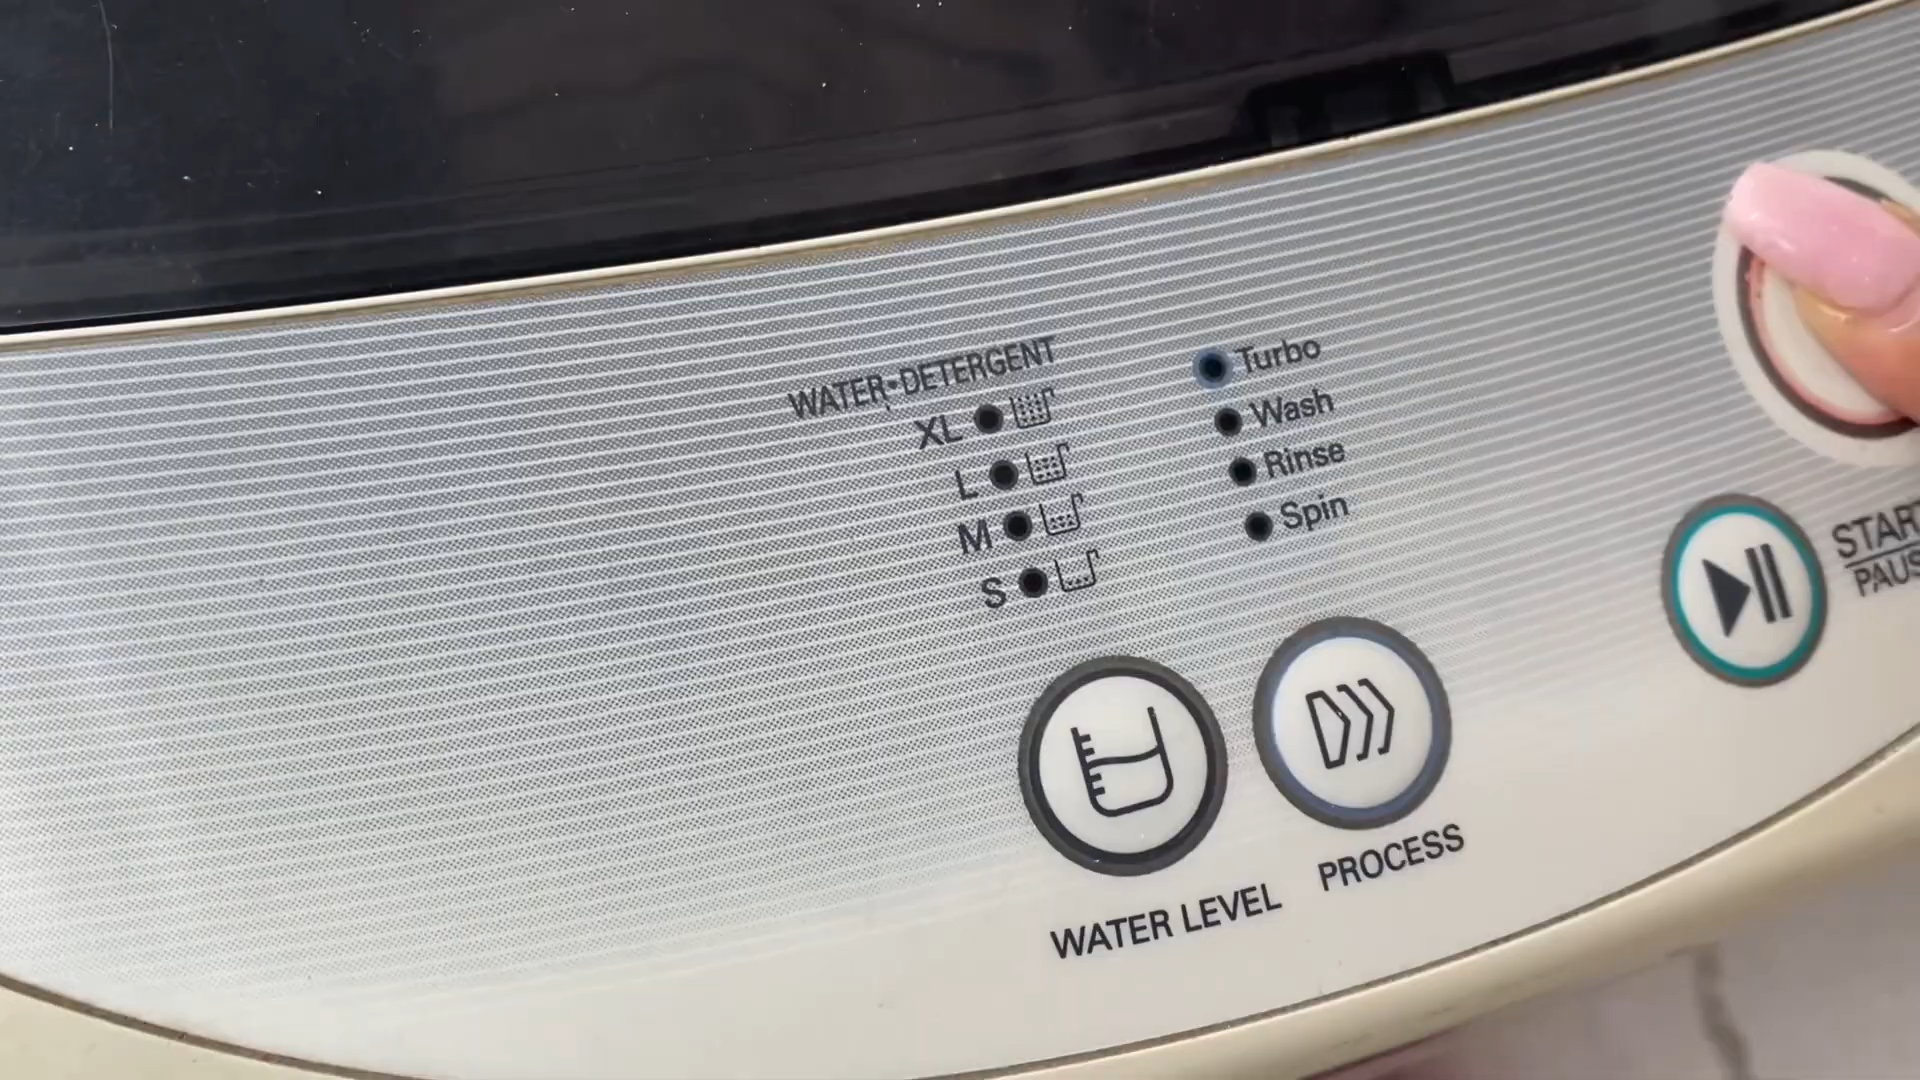 WATER•DETERGENT
XL
L
M
S
Turbo
Wash
Rinse
Spin
WATER LEVEL
PROCESS